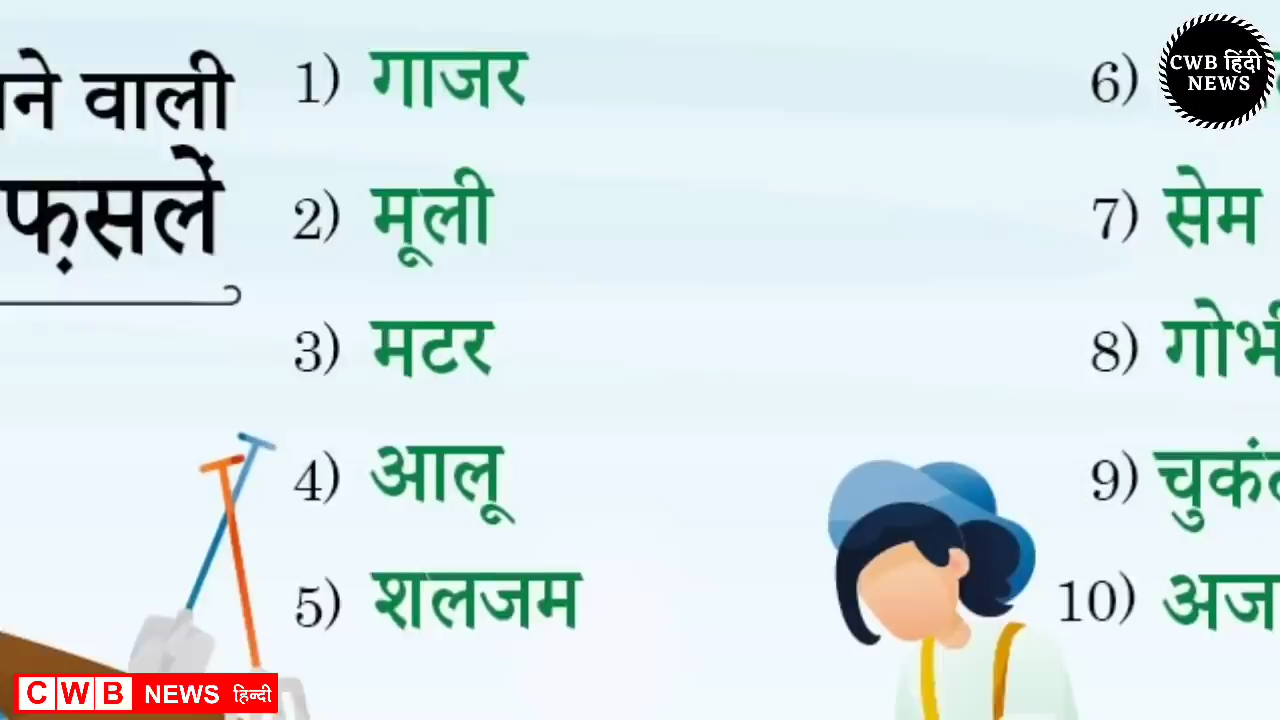 ने वाली
फ़सलें
1) गाजर
2) मूली
3) मटर
4) आलू
5) शलजम
6)
7) सेम
8) गोभी
9)
10)
CWB हिंदी
NEWS
CWB NEWS हिन्दी